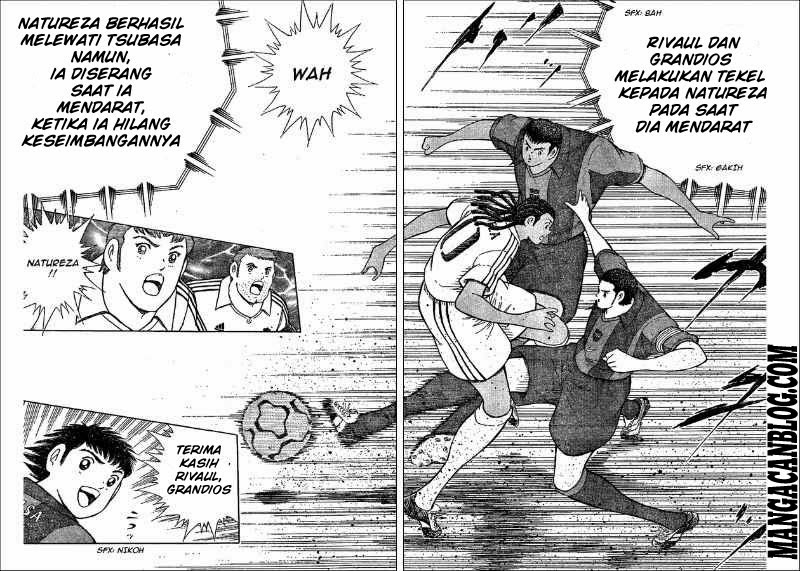 NATUREZA BERHASIL
MELEWATI TSUBASA
NAMUN,
IA DISERANG
SAAT IA
MENDARAT,
KETIKA IA HILANG
KESEIMBANGANNYA
WAH
SFX: BAH
RIVAUL DAN
GRANDIOS
MELAKUKAN TEKEL
KEPADA NATUREZA
PADA SAAT
DIA MENDARAT
SFX: GAKIH
NATUREZA
!!
10
TERIMA
KASIH
RIVAUL,
GRANDIOS
SFX: NIKOH
MANGACANBLOG.COM